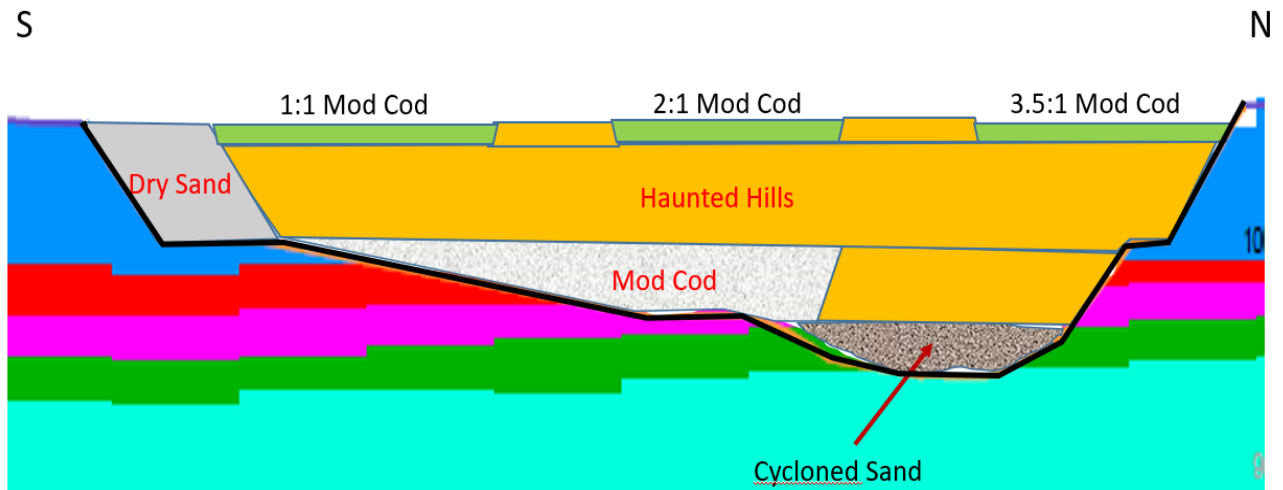 S
N
1:1 Mod Cod
2:1 Mod Cod
3.5:1 Mod Cod
Dry Sand
Haunted Hills
10
Mod Cod
Cycloned Sand